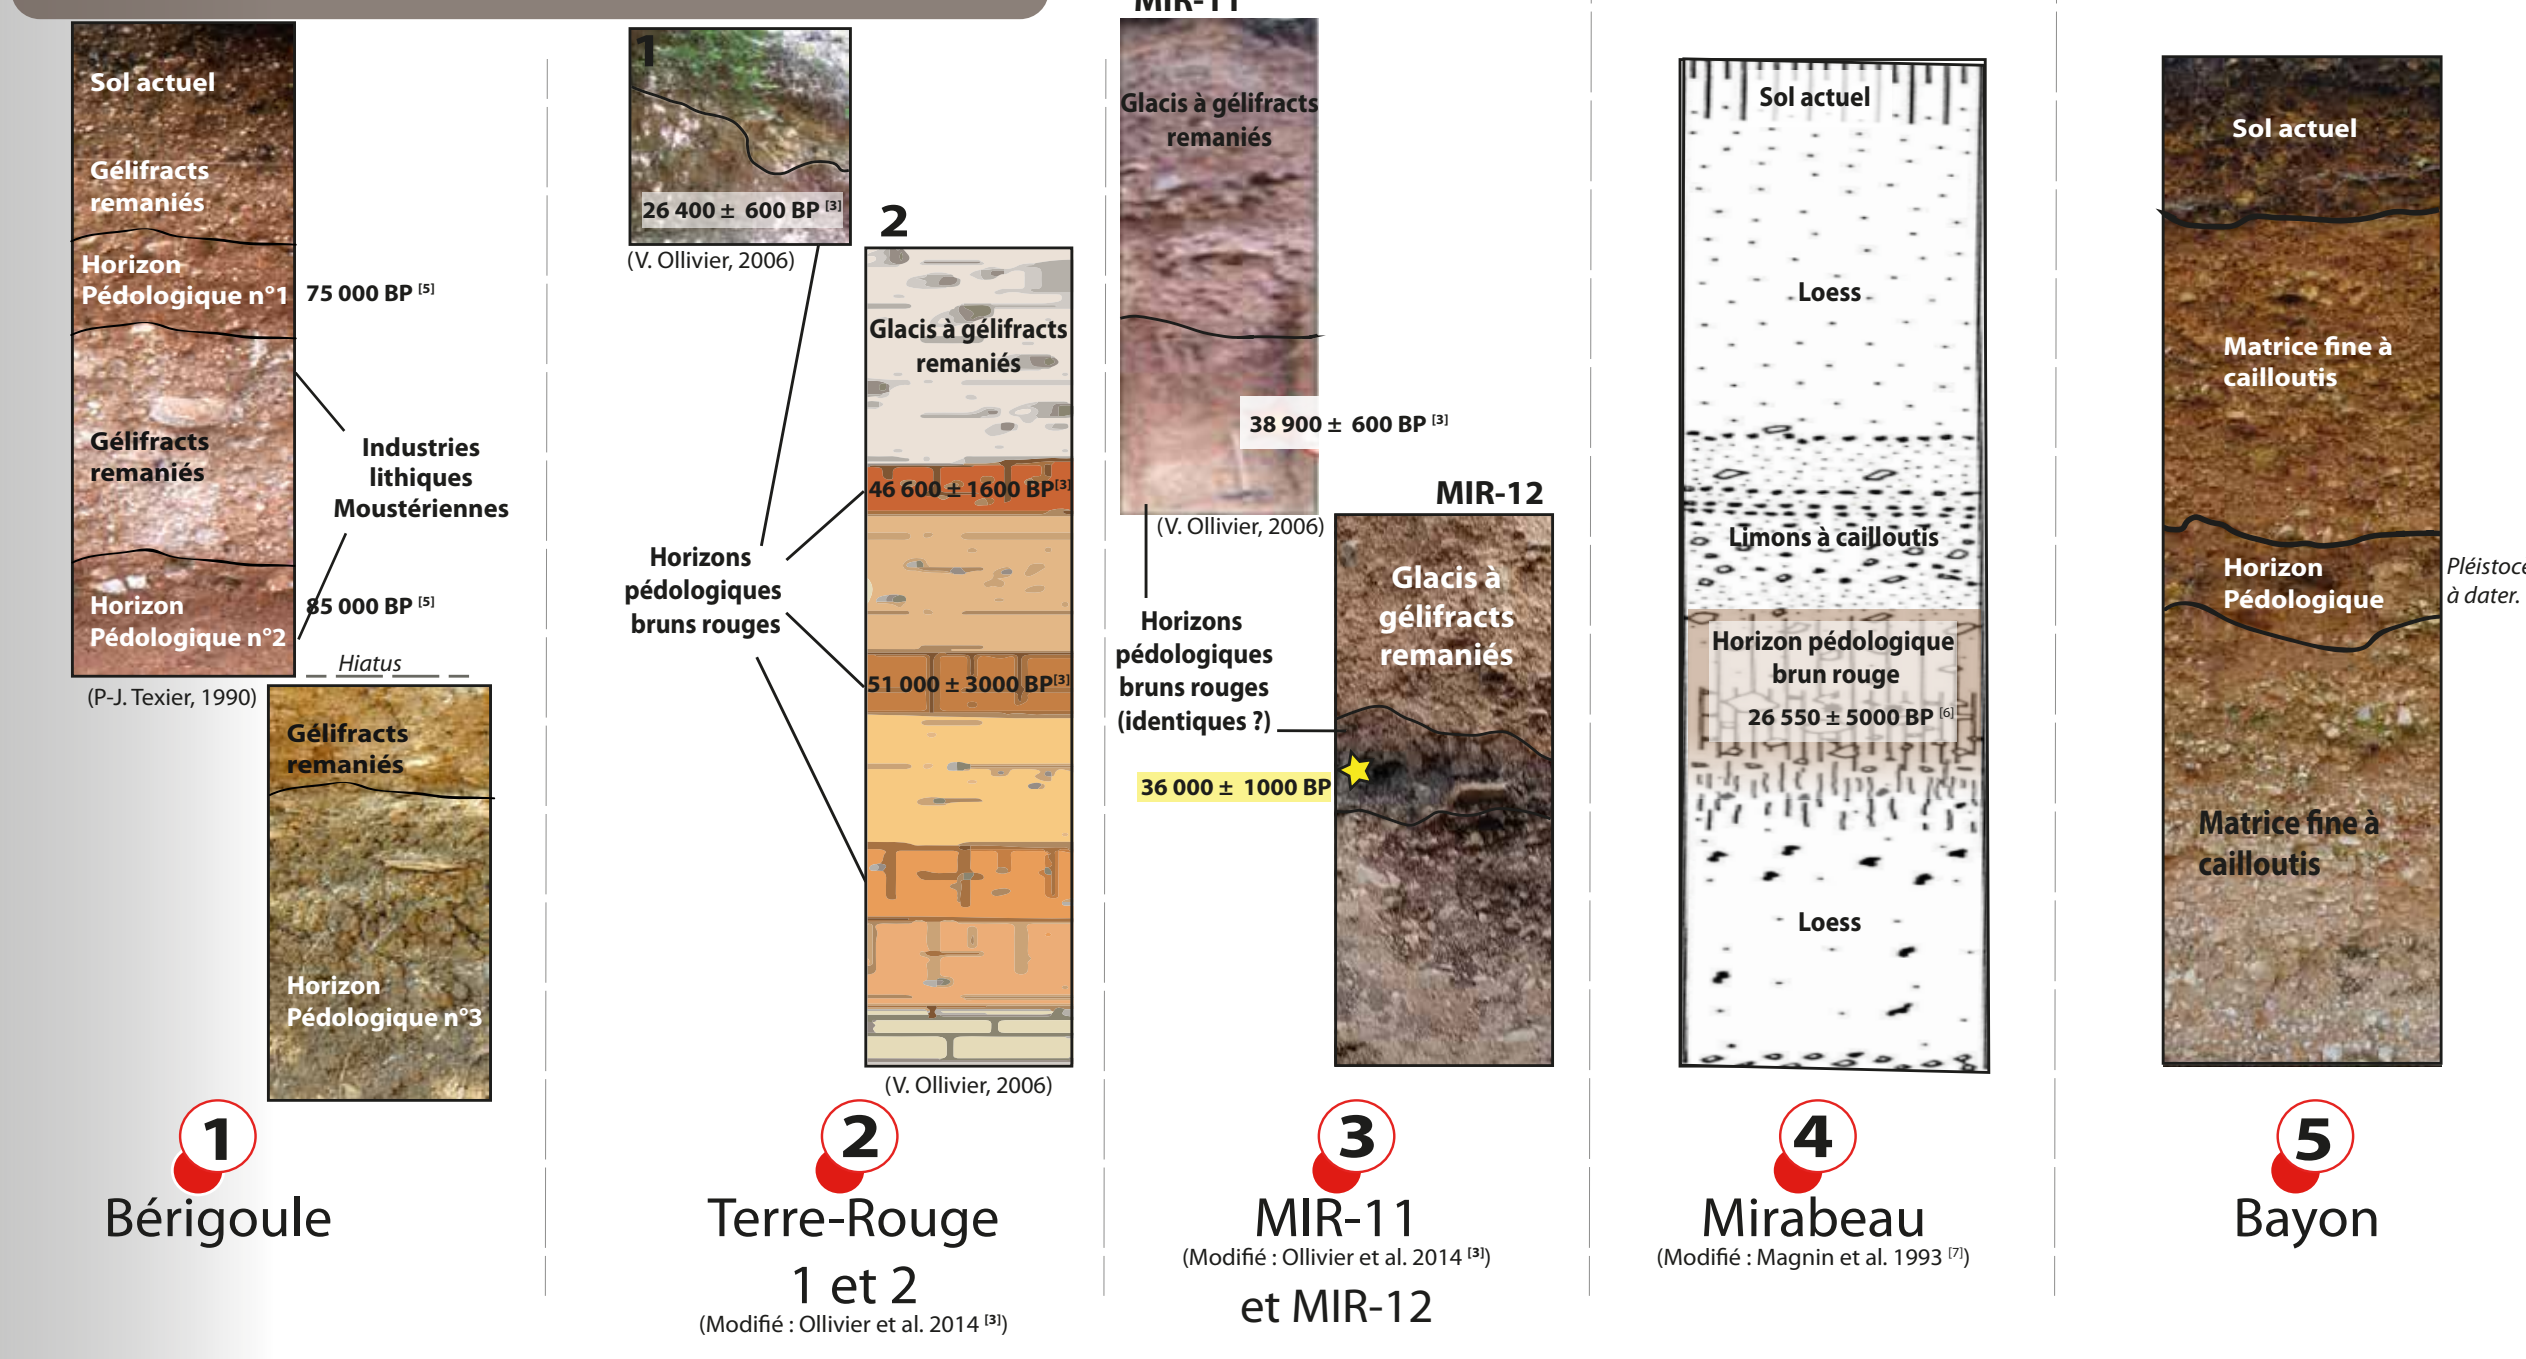 Sol actuel
Gélifracts
remaniés
Horizon
Pédologique n°1
75 000 BP [5]
Gélifracts
remaniés
Industries
lithiques
Moustériennes
Horizon
Pédologique n°2
85 000 BP [5]
Hiatus
(P-J. Texier, 1990)
Gélifracts
remaniés
Horizon
Pédologique n°3
1
Bérigoule
1
26 400 ± 600 BP [3]
(V. Ollivier, 2006)
2
Glacis à gélifracts
remaniés
46 600 ± 1600 BP[3]
Horizons
pédologiques
bruns rouges
51 000 ± 3000 BP[3]
(V. Ollivier, 2006)
2
Terre-Rouge
1 et 2
(Modifié : Ollivier et al. 2014 [3])
MIR-11
Glacis à gélifracts
remaniés
38 900 ± 600 BP [3]
(V. Ollivier, 2006)
MIR-12
Glacis à
gélifracts
remaniés
Horizons
pédologiques
bruns rouges
(identiques ?)
36 000 ± 1000 BP
3
MIR-11
(Modifié : Ollivier et al. 2014 [3])
et MIR-12
Sol actuel
Loess
Limons à cailloutis
Horizon pédologique
brun rouge
26 550 ± 5000 BP [6]
Loess
4
Mirabeau
(Modifié : Magnin et al. 1993 [7])
Sol actuel
Matrice fine à
cailloutis
Horizon
Pédologique
Pléistocè
à dater.
Matrice fine à
cailloutis
5
Bayon